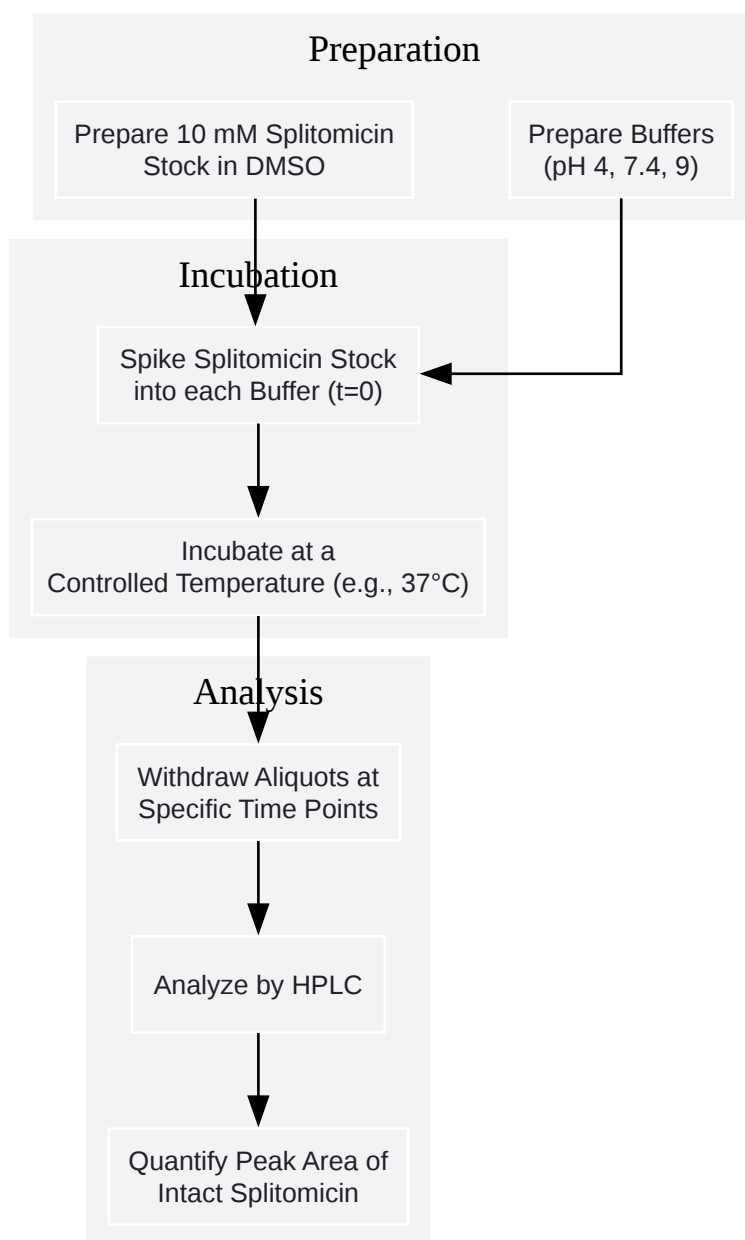 Preparation
Prepare 10 mM Splitomicin
Stock in DMSO
Prepare Buffers
(pH 4, 7.4, 9)
Incubation
Spike Splitomicin Stock
into each Buffer (t=0)
Incubate at a
Controlled Temperature (e.g., 37°C)
Analysis
Withdraw Aliquots at
Specific Time Points
Analyze by HPLC
Quantify Peak Area of
Intact Splitomicin